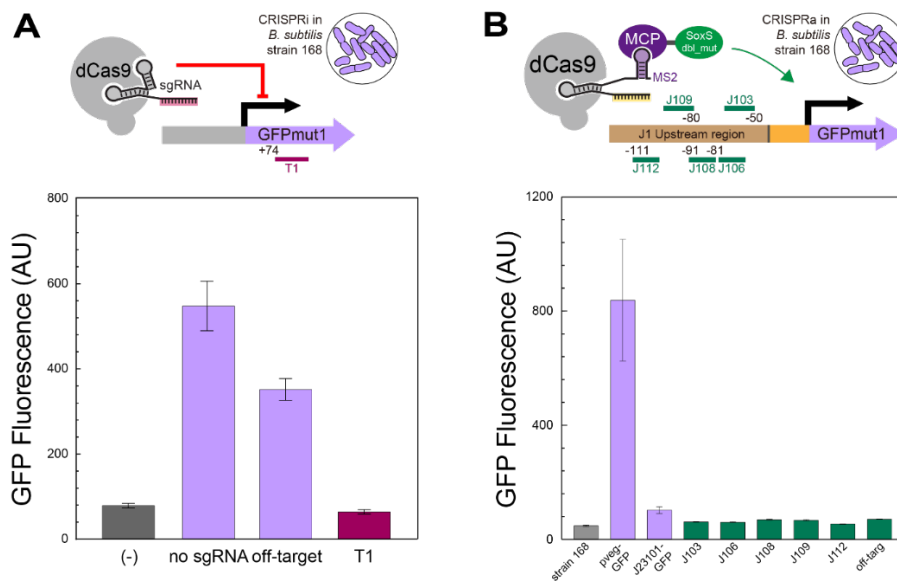 A
CRISPRi in
B. subtilis
strain 168
dCas9
sgRNA
GFPmut1
+74
T1
GFP Fluorescence (AU)
800
600
400
200
0
(-)
no sgRNA
off-target
T1
B
CRISPRa in
B. subtilis
strain 168
MCP
SoxS
dbl_mut
dCas9
MS2
J109
J103
-80
-50
J1 Upstream region
GFPmut1
-111
-91
-81
J112
J108
J106
GFP Fluorescence (AU)
1200
800
400
0
strain 168
pveg-
GFP
J23101-
GFP
J103
J106
J108
J109
J112
off-targ